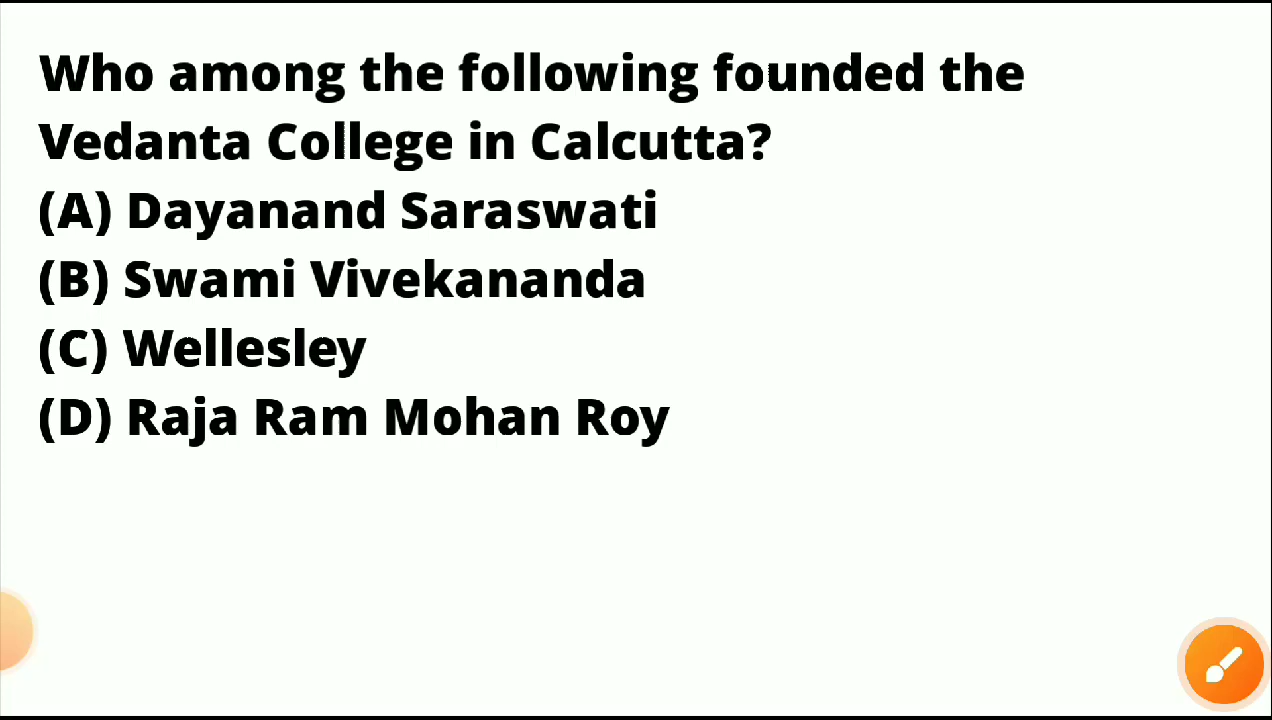 Who among the following founded the
Vedanta College in Calcutta?
(A) Dayanand Saraswati
(B) Swami Vivekananda
(C) Wellesley
(D) Raja Ram Mohan Roy